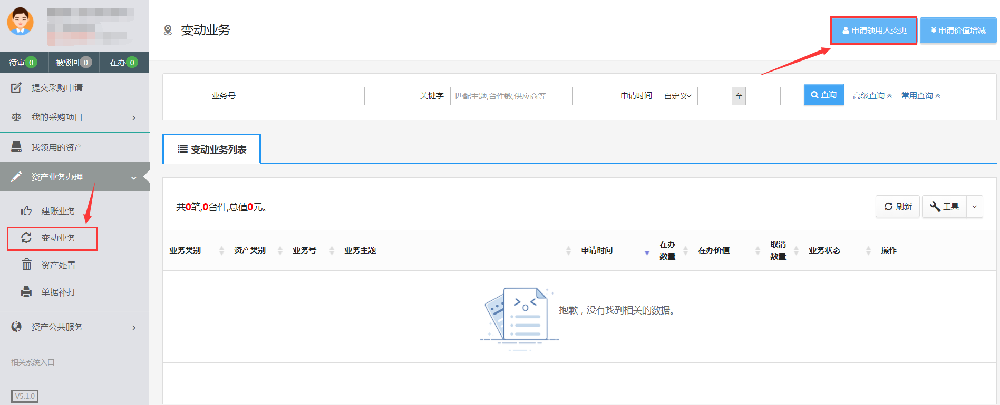 待审 0 被驳回 0 在办 0
提交采购申请
我的采购项目
我领用的资产
资产业务办理
建账业务
变动业务
资产处置
单据补打
资产公共服务
相关系统入口
V5.1.0
变动业务
申请领用人变更 ¥ 申请价值增减
业务号 关键字 匹配主题,台件数,供应商等 申请时间 自定义 至 查询 高级查询 常用查询
变动业务列表
共0笔,0台件,总值0元。 刷新 工具
业务类别 资产类别 业务号 业务主题 申请时间 在办数量 在办价值 取消数量 业务状态 操作
抱歉，没有找到相关的数据。